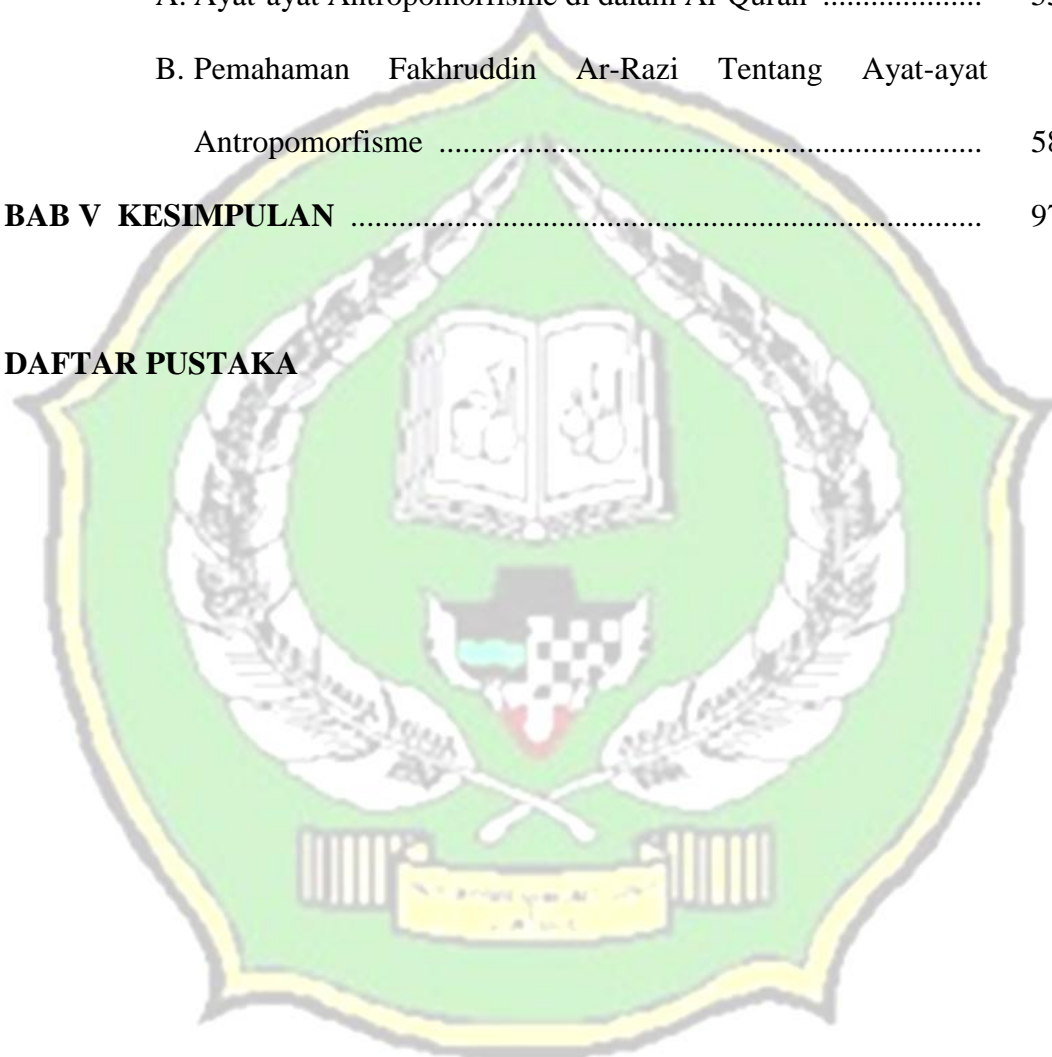 A. Ayat-ayat Antropomorfisme di dalam Al-Quran ....................
B. Pemahaman Fakhruddin Ar-Razi Tentang Ayat-ayat
Antropomorfisme .................................................................... 58
BAB V KESIMPULAN ............................................................................... 97
DAFTAR PUSTAKA